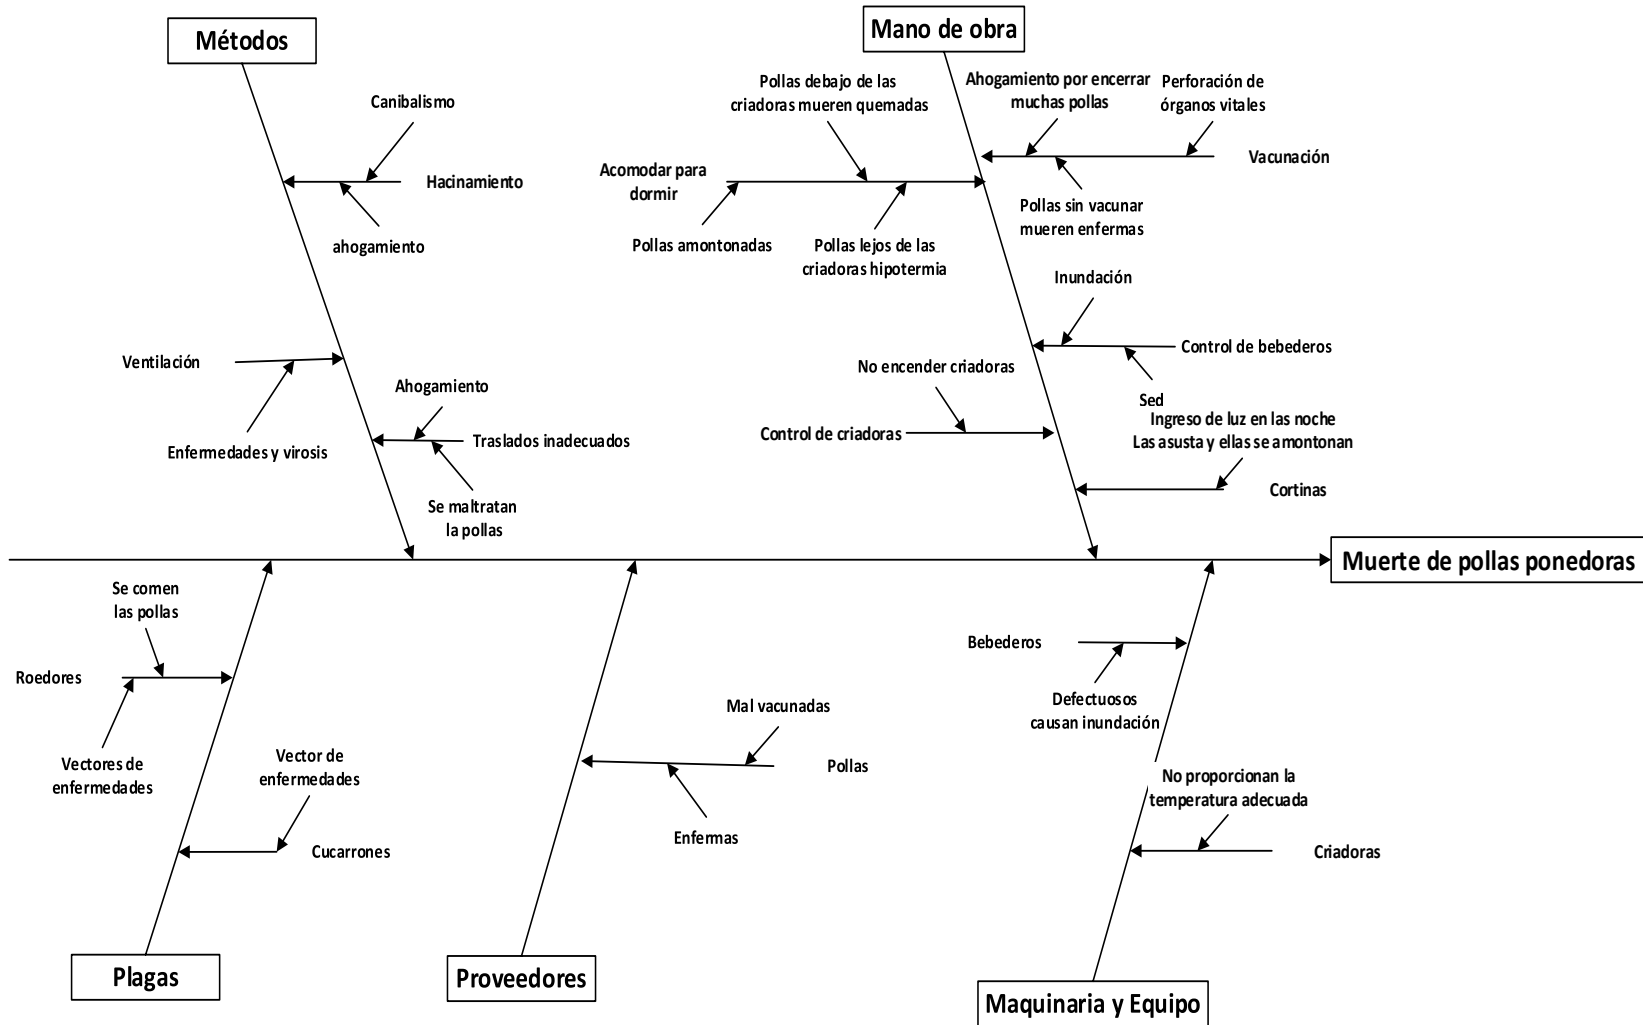 Métodos
Mano de obra
Canibalismo
Hacinamiento
ahogamiento
Ventilación
Enfermedades y virosis
Ahogamiento
Traslados inadecuados
Se maltratan
la pollas
Pollas debajo de las
criadoras mueren quemadas
Ahogamiento por encerrar
muchas pollas
Perforación de
órganos vitales
Vacunación
Acomodar para
dormir
Pollas sin vacunar
mueren enfermas
Pollas amontonadas
Pollas lejos de las
criadoras hipotermia
Inundación
Control de bebederos
Sed
No encender criadoras
Control de criadoras
Ingreso de luz en las noche
Las asusta y ellas se amontonan
Cortinas
Muerte de pollas ponedoras
Se comen
las pollas
Roedores
Vectores de
enfermedades
Vector de
enfermedades
Cucarrones
Mal vacunadas
Pollas
Enfermas
Bebederos
Defectuosos
causan inundación
No proporcionan la
temperatura adecuada
Criadoras
Plagas
Proveedores
Maquinaria y Equipo